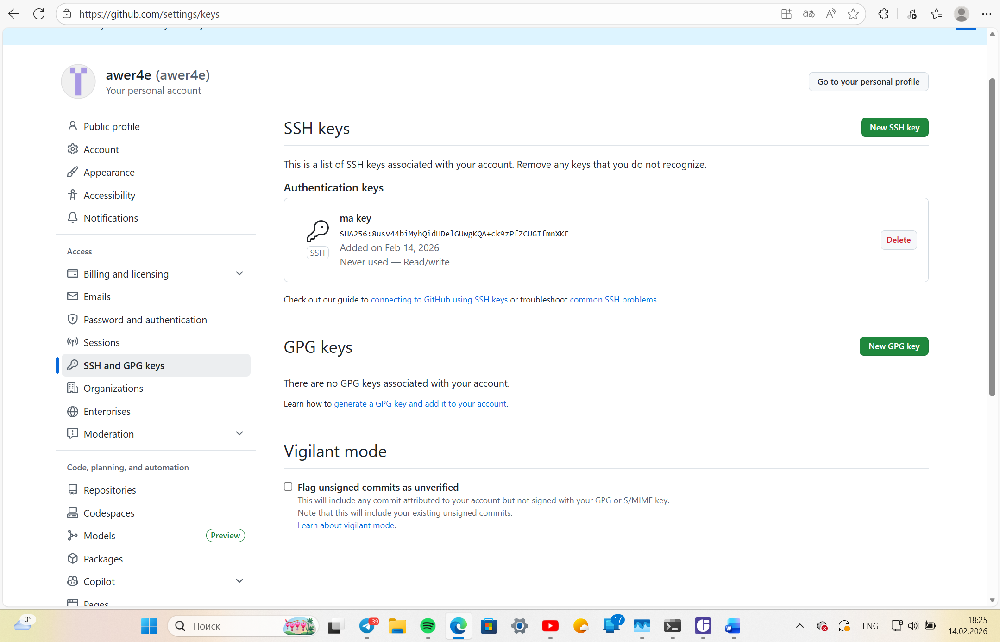 https://github.com/settings/keys
awer4e (awer4e)
Your personal account
Go to your personal profile
Public profile
Account
Appearance
Accessibility
Notifications
Access
Billing and licensing
Emails
Password and authentication
Sessions
SSH and GPG keys
Organizations
Enterprises
Moderation
Code, planning, and automation
Repositories
Codespaces
Models
Preview
Packages
Copilot
Pages
SSH keys
New SSH key
This is a list of SSH keys associated with your account. Remove any keys that you do not recognize.
Authentication keys
ma key
SHA256:8usv44biMyhQidHDelGUwgKQA+ck9zPfZCUGIfmnXKE
SSH
Added on Feb 14, 2026
Never used — Read/write
Delete
Check out our guide to connecting to GitHub using SSH keys or troubleshoot common SSH problems.
GPG keys
New GPG key
There are no GPG keys associated with your account.
Learn how to generate a GPG key and add it to your account.
Vigilant mode
Flag unsigned commits as unverified
This will include any commit attributed to your account but not signed with your GPG or S/MIME key.
Note that this will include your existing unsigned commits.
Learn about vigilant mode.
0°
Поиск
..39
17
ENG
18:25
14.02.2026